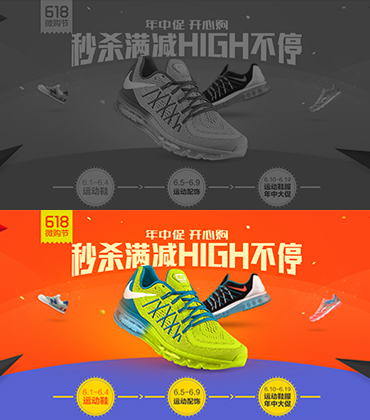 618
微购节
年中促 开心购
秒杀满减HIGH不停
6.1~6.4
运动鞋
6.5~6.9
运动配饰
6.10~6.19
运动鞋服
年中大促
618
微购节
年中促 开心购
秒杀满减HIGH不停
6.1~6.4
运动鞋
6.5~6.9
运动配饰
6.10~6.19
运动鞋服
年中大促